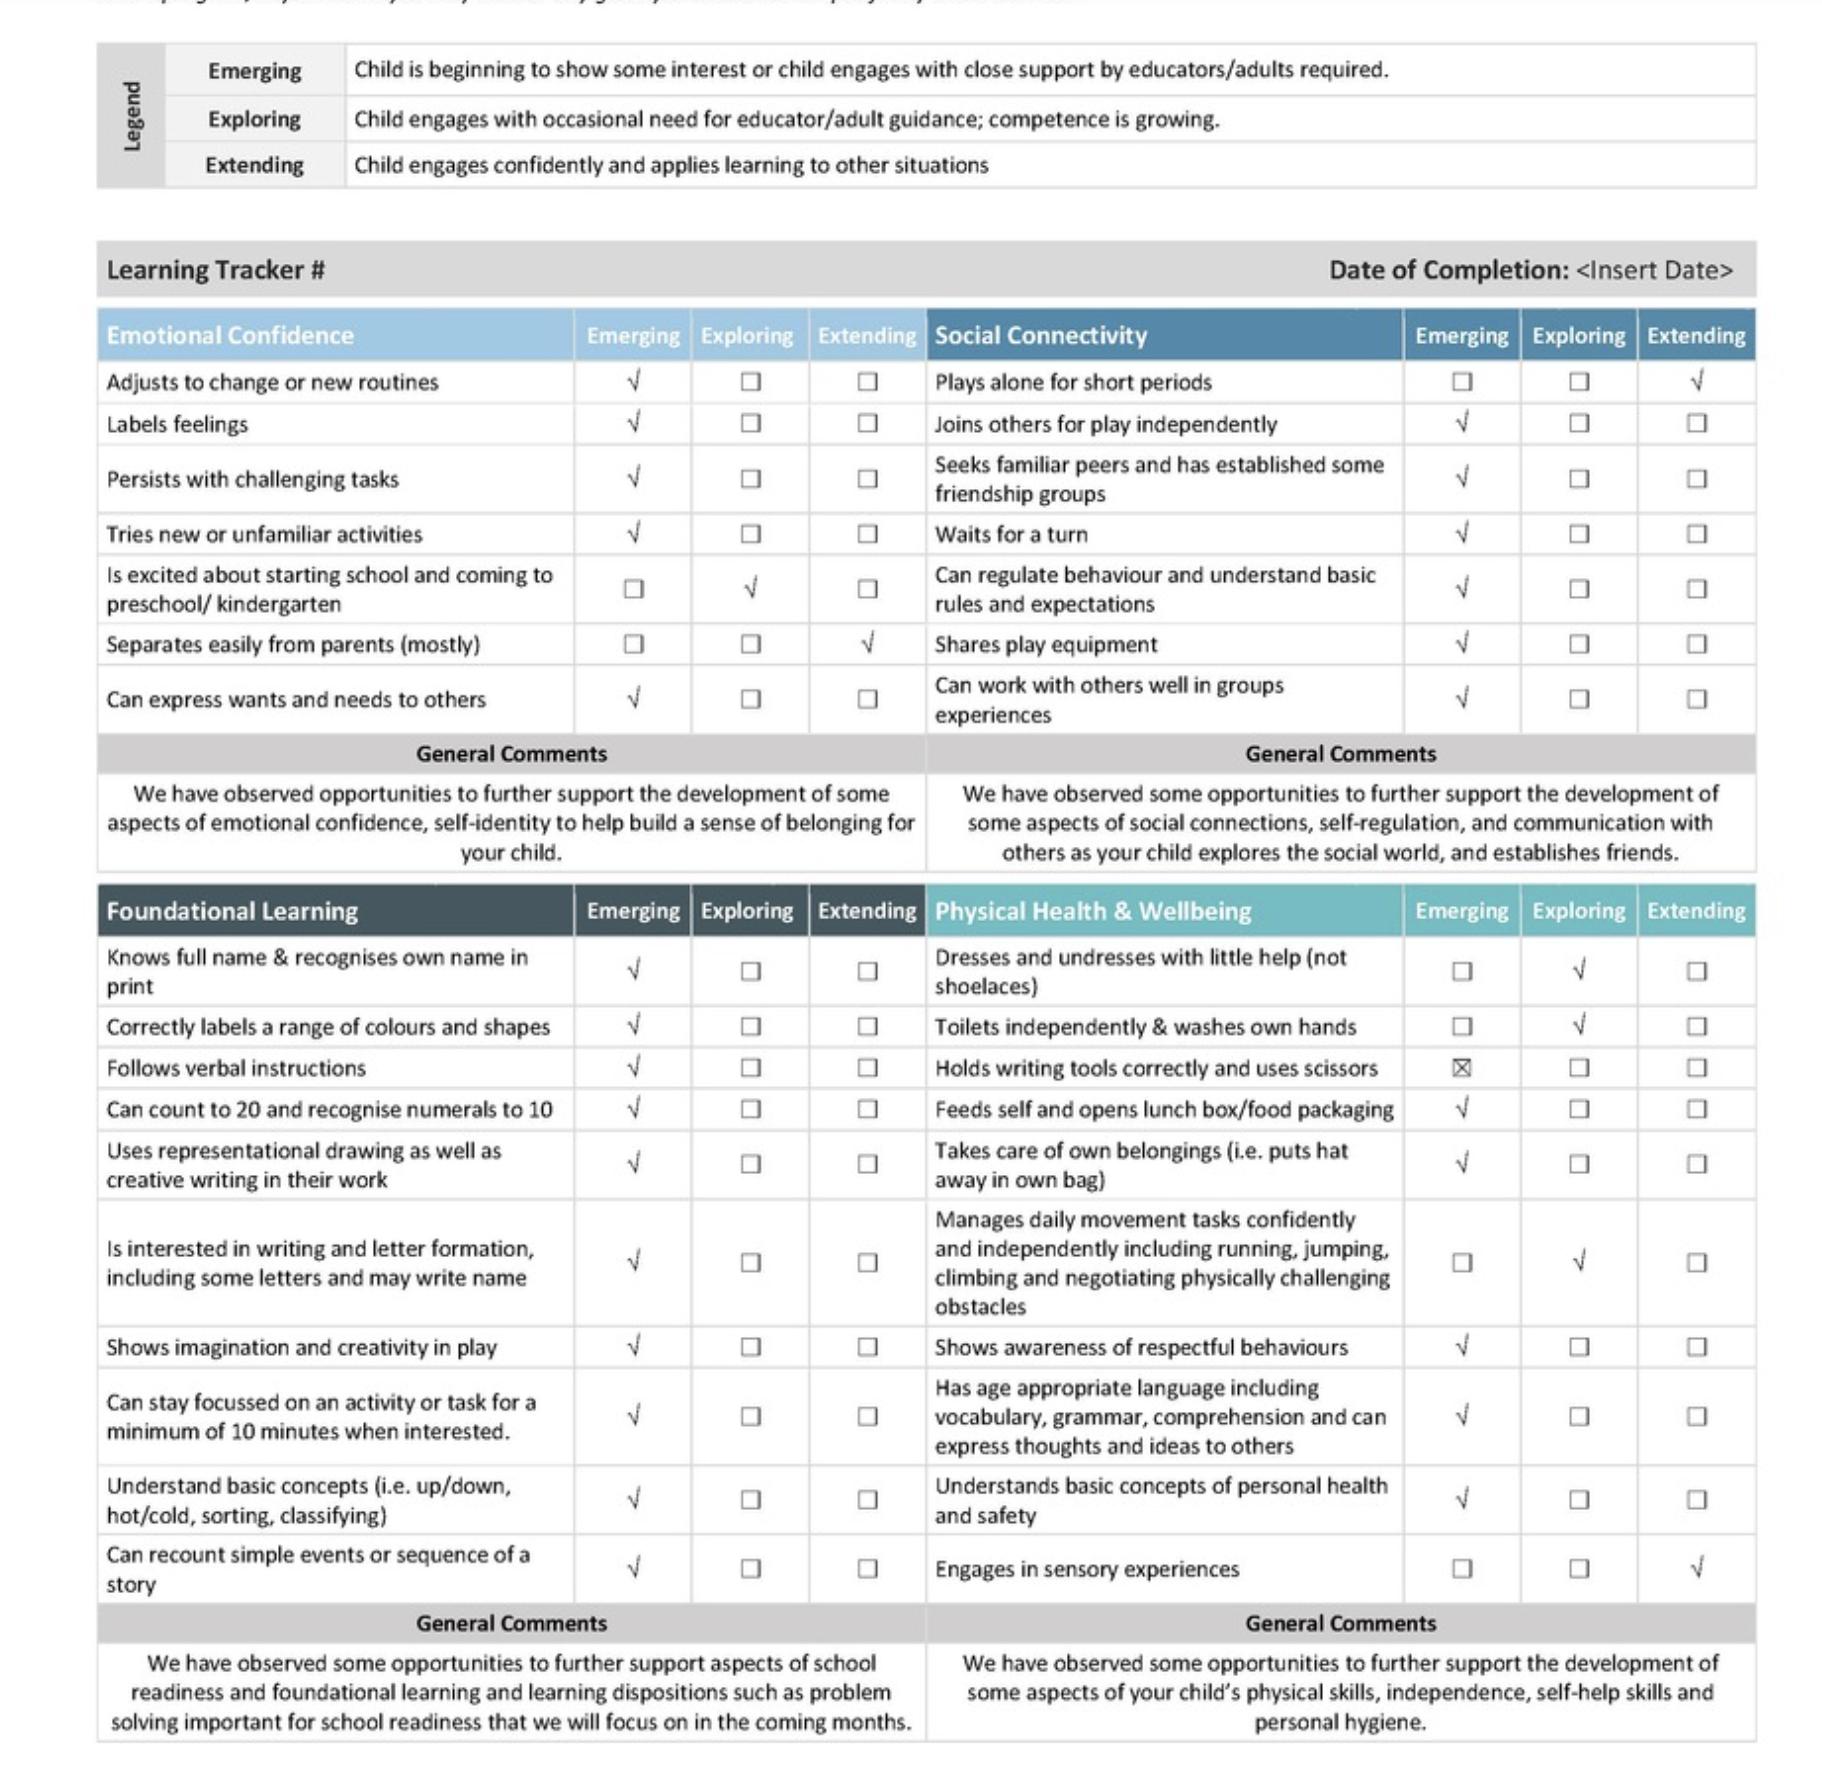 Legend
Emerging Child is beginning to show some interest or child engages with close support by educators/adults required.
Exploring Child engages with occasional need for educator/adult guidance; competence is growing.
Extending Child engages confidently and applies learning to other situations
Learning Tracker # Date of Completion: <Insert Date>
Emotional Confidence Emerging Exploring Extending
Adjusts to change or new routines √ ☐ ☐
Labels feelings √ ☐ ☐
Persists with challenging tasks √ ☐ ☐
Tries new or unfamiliar activities √ ☐ ☐
Is excited about starting school and coming to
preschool/ kindergarten ☐ √ ☐
Separates easily from parents (mostly) ☐ ☐ √
Can express wants and needs to others √ ☐ ☐
General Comments
We have observed opportunities to further support the development of some
aspects of emotional confidence, self-identity to help build a sense of belonging for
your child.
Social Connectivity Emerging Exploring Extending
Plays alone for short periods ☐ ☐ √
Joins others for play independently √ ☐ ☐
Seeks familiar peers and has established some
friendship groups √ ☐ ☐
Waits for a turn √ ☐ ☐
Can regulate behaviour and understand basic
rules and expectations √ ☐ ☐
Shares play equipment √ ☐ ☐
Can work with others well in groups
experiences √ ☐ ☐
General Comments
We have observed some opportunities to further support the development of
some aspects of social connections, self-regulation, and communication with
others as your child explores the social world, and establishes friends.
Foundational Learning Emerging Exploring Extending
Knows full name & recognises own name in
print √ ☐ ☐
Correctly labels a range of colours and shapes √ ☐ ☐
Follows verbal instructions √ ☐ ☐
Can count to 20 and recognise numerals to 10 √ ☐ ☐
Uses representational drawing as well as
creative writing in their work √ ☐ ☐
Is interested in writing and letter formation,
including some letters and may write name √ ☐ ☐
Shows imagination and creativity in play √ ☐ ☐
Can stay focussed on an activity or task for a
minimum of 10 minutes when interested. √ ☐ ☐
Understand basic concepts (i.e. up/down,
hot/cold, sorting, classifying) √ ☐ ☐
Can recount simple events or sequence of a
story √ ☐ ☐
General Comments
We have observed some opportunities to further support aspects of school
readiness and foundational learning and learning dispositions such as problem
solving important for school readiness that we will focus on in the coming months.
Physical Health & Wellbeing Emerging Exploring Extending
Dresses and undresses with little help (not
shoelaces) ☐ √ ☐
Toilets independently & washes own hands ☐ √ ☐
Holds writing tools correctly and uses scissors ☒ ☐ ☐
Feeds self and opens lunch box/food packaging √ ☐ ☐
Takes care of own belongings (i.e. puts hat
away in own bag) √ ☐ ☐
Manages daily movement tasks confidently
and independently including running, jumping,
climbing and negotiating physically challenging
obstacles ☐ √ ☐
Shows awareness of respectful behaviours √ ☐ ☐
Has age appropriate language including
vocabulary, grammar, comprehension and can
express thoughts and ideas to others √ ☐ ☐
Understands basic concepts of personal health
and safety √ ☐ ☐
Engages in sensory experiences ☐ ☐ √
General Comments
We have observed some opportunities to further support the development of
some aspects of your child's physical skills, independence, self-help skills and
personal hygiene.